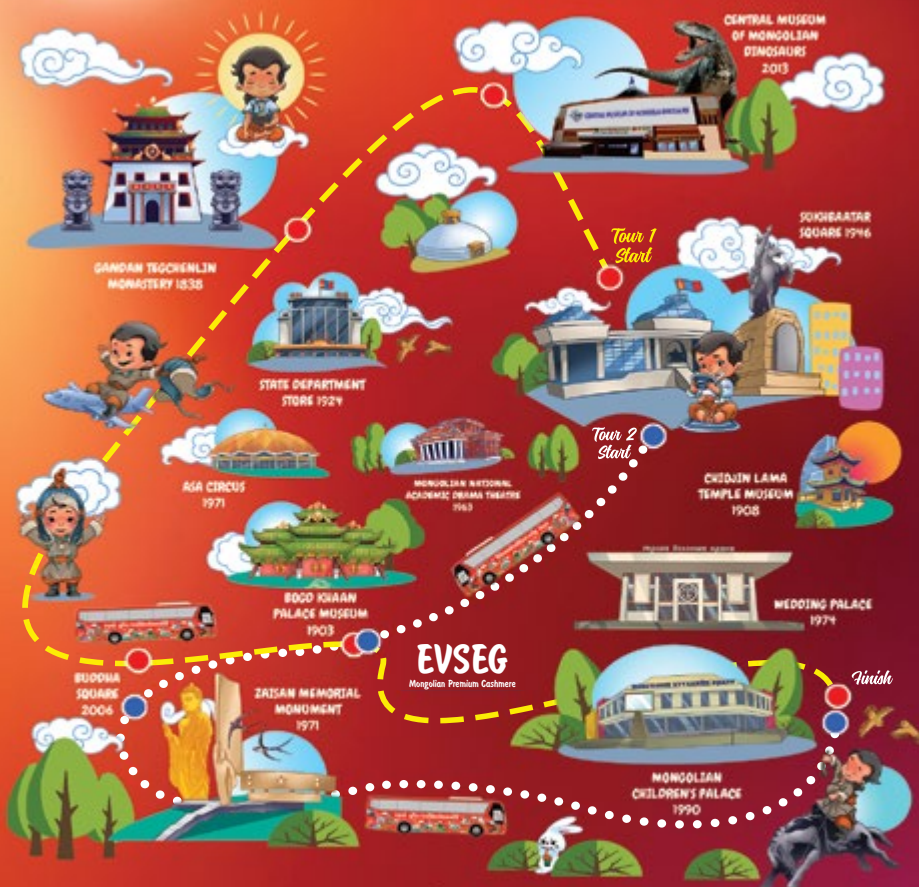 CENTRAL MUSEUM
OF MONGOLIAN
DINOSAURS
2013
SUKHBAATAR
SQUARE 1946
Tour 1
Start
GANDAN TEGCHENLIN
MONASTERY 1838
STATE DEPARTMENT
STORE 1924
Tour 2
Start
ASA CIRCUS
1971
MONGOLIAN NATIONAL
ACADEMIC DRAMA THEATRE
1963
CHIOJIN LAMA
TEMPLE MUSEUM
1908
BOGD KHAAN
PALACE MUSEUM
1903
WEDDING PALACE
1974
EVSEG
Mongolian Premium Cashmere
BUDDHA
SQUARE
2006
ZAISAN MEMORIAL
MONUMENT
1971
Finish
MONGOLIAN
CHILDREN'S PALACE
1990